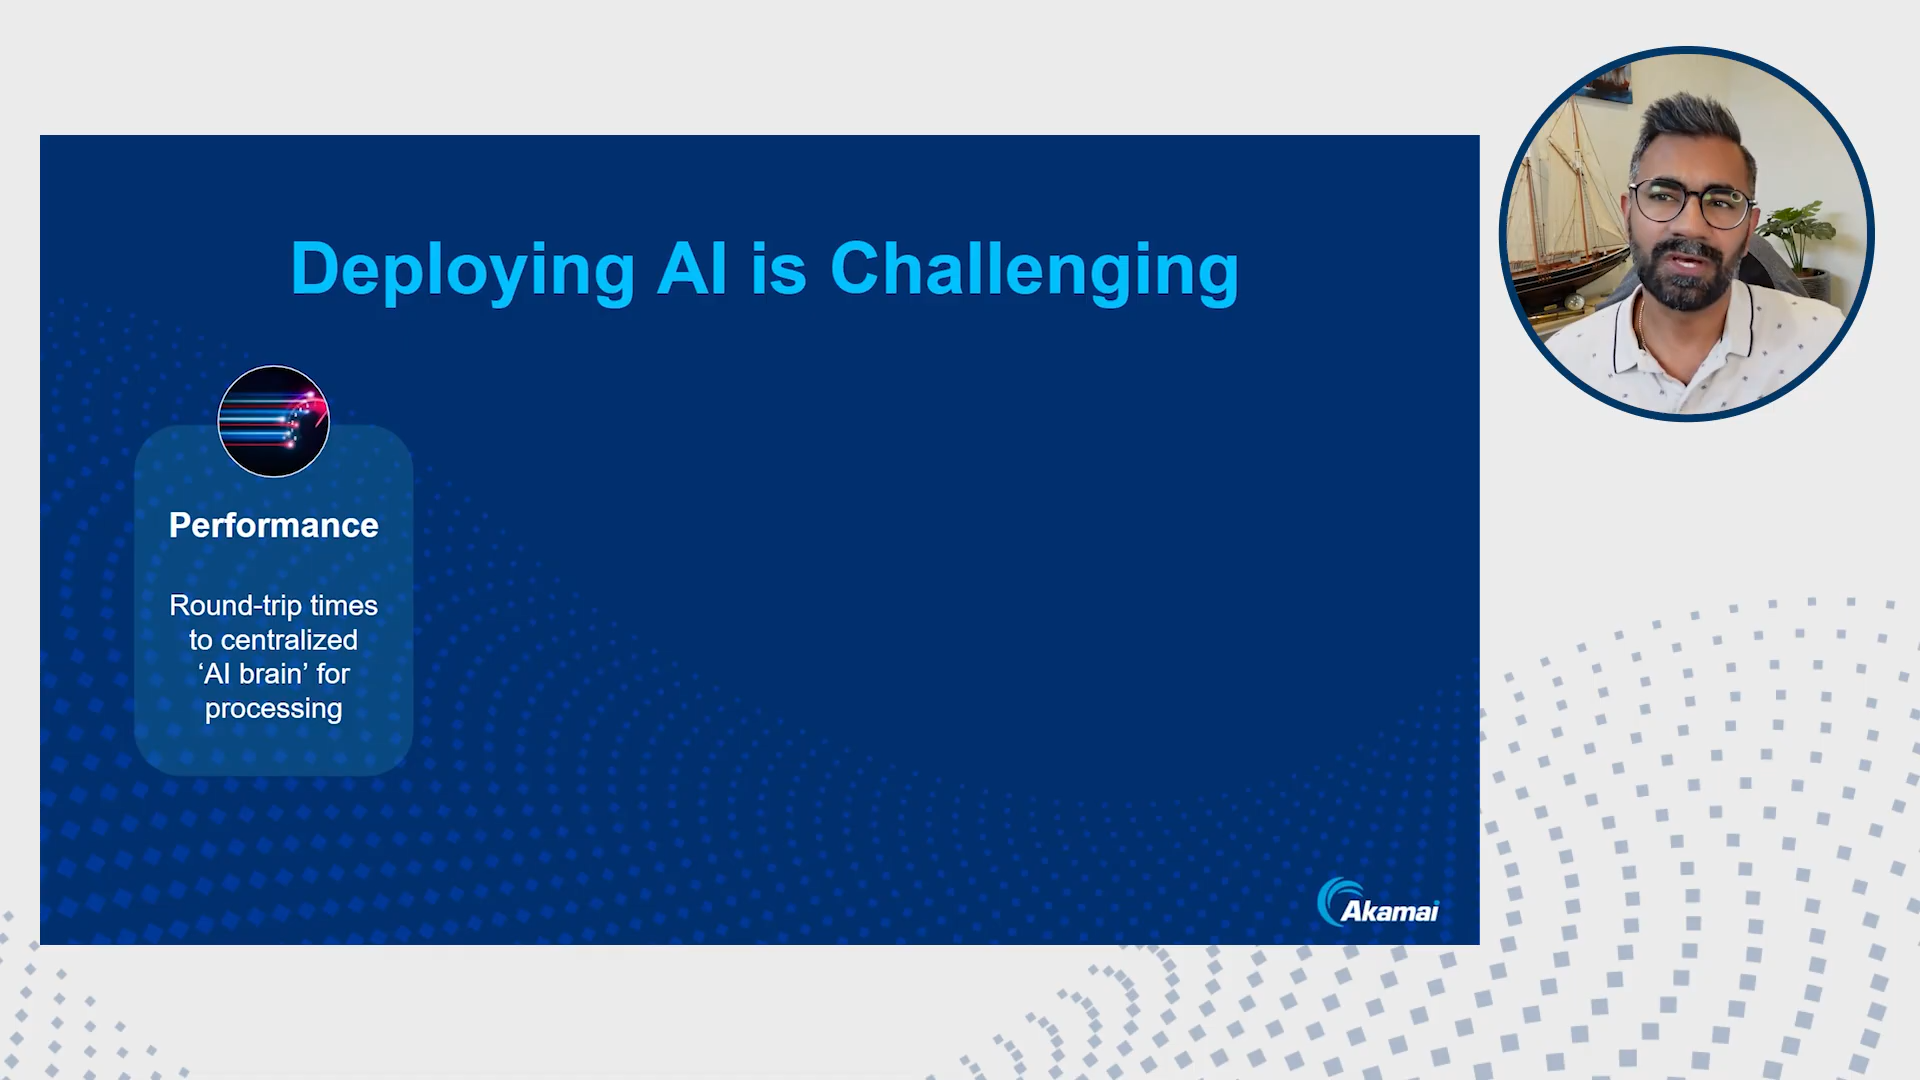 Deploying AI is Challenging
Performance
Round-trip times
to centralized
‘AI brain’ for
processing
Akamai